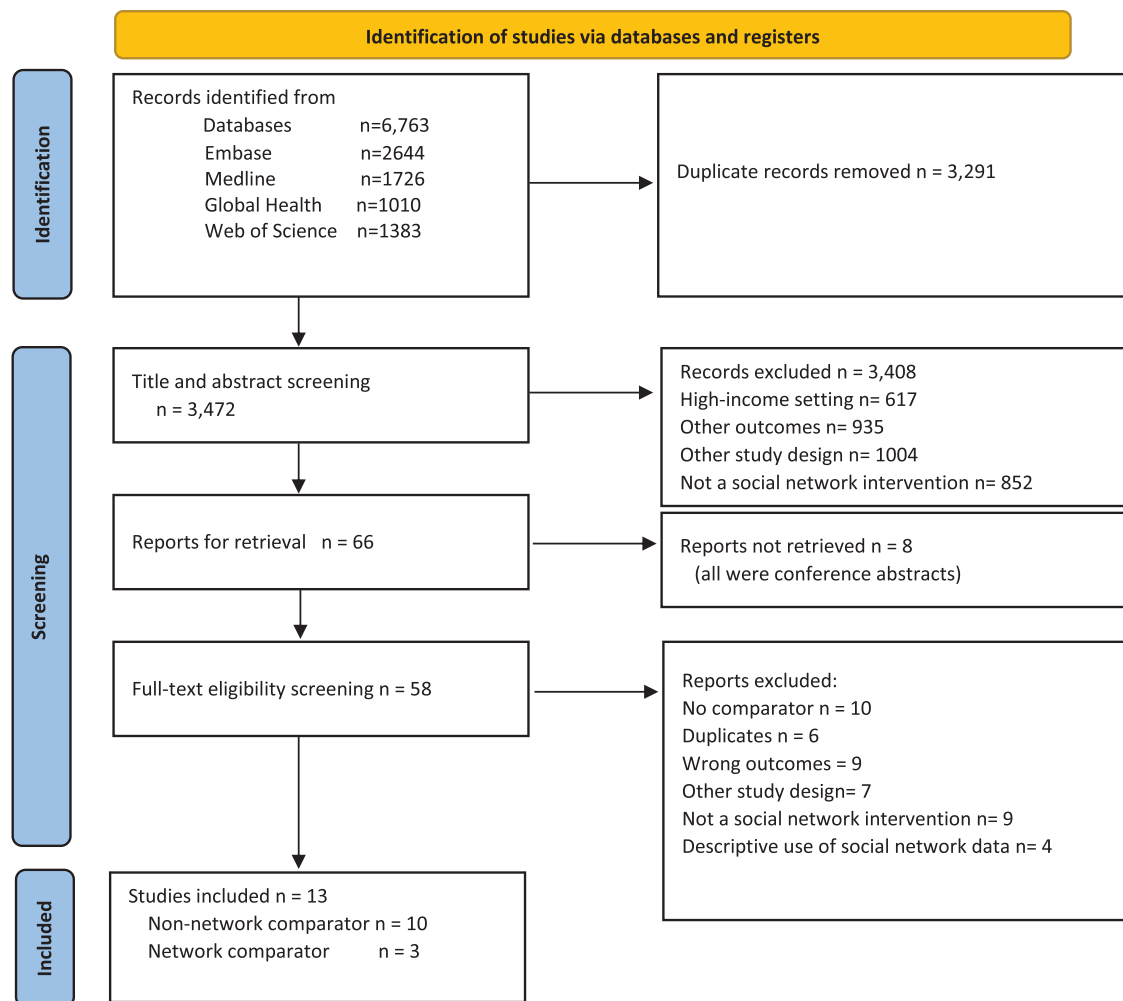 Identification of studies via databases and registers
Identification
Records identified from
Databases n=6,763
Embase n=2644
Medline n=1726
Global Health n=1010
Web of Science n=1383
Duplicate records removed n = 3,291
Screening
Title and abstract screening
n = 3,472
Records excluded n = 3,408
High-income setting n= 617
Other outcomes n= 935
Other study design n= 1004
Not a social network intervention n= 852
Reports for retrieval n = 66
Reports not retrieved n = 8
(all were conference abstracts)
Full-text eligibility screening n = 58
Reports excluded:
No comparator n = 10
Duplicates n = 6
Wrong outcomes = 9
Other study design= 7
Not a social network intervention n= 9
Descriptive use of social network data n= 4
Included
Studies included n = 13
Non-network comparator n = 10
Network comparator n = 3